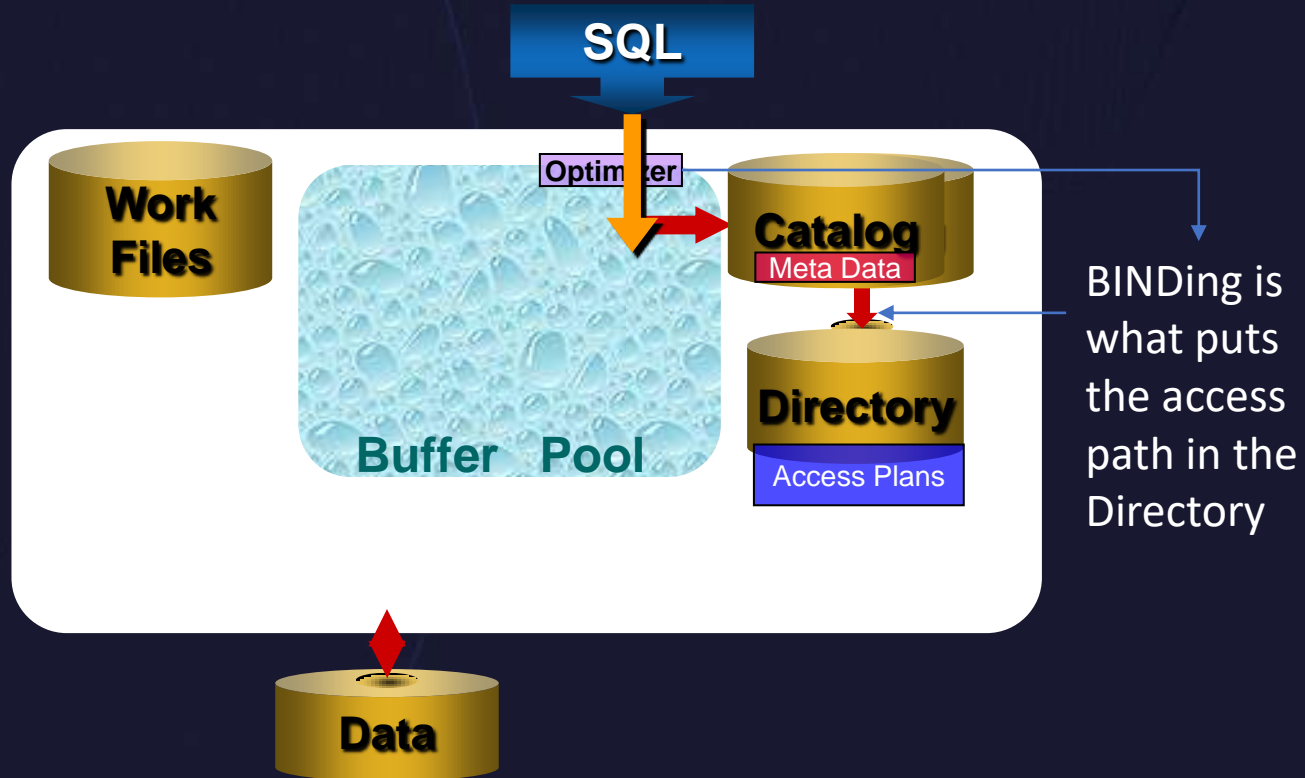 SQL
Work
Files
Optimizer
Catalog
Meta Data
BINDing is
what puts
the access
path in the
Directory
Directory
Access Plans
Buffer Pool
Data